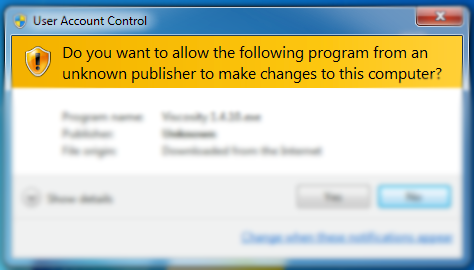 User Account Control
Do you want to allow the following program from an
unknown publisher to make changes to this computer?
Program name: Viscosity 1.4.10.exe
Publisher: Unknown
File origin: Downloaded from the Internet
Show details
Yes
No
Change when these notifications appear